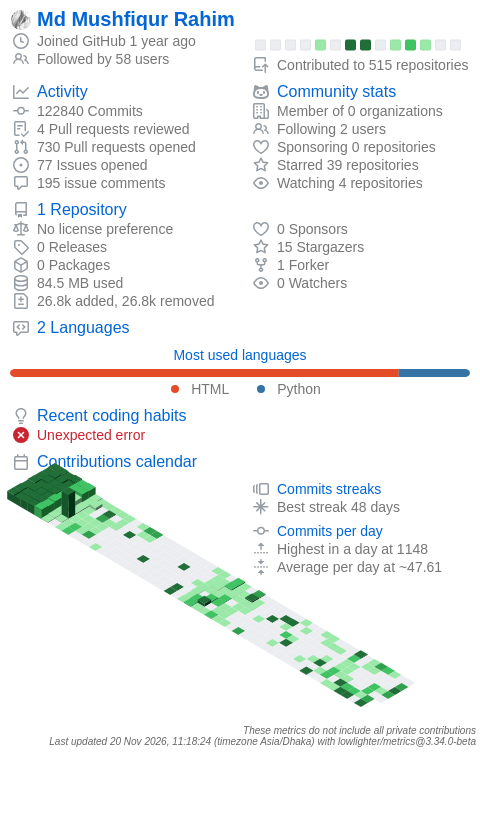 Md Mushfiqur Rahim
Joined GitHub 1 year ago
Followed by 58 users
Contributed to 515 repositories
Activity
122840 Commits
4 Pull requests reviewed
730 Pull requests opened
77 Issues opened
195 issue comments
Community stats
Member of 0 organizations
Following 2 users
Sponsoring 0 repositories
Starred 39 repositories
Watching 4 repositories
1 Repository
No license preference
0 Releases
0 Packages
84.5 MB used
26.8k added, 26.8k removed
0 Sponsors
15 Stargazers
1 Forker
0 Watchers
2 Languages
Most used languages
HTML Python
Recent coding habits
Unexpected error
Contributions calendar
Commits streaks
Best streak 48 days
Commits per day
Highest in a day at 1148
Average per day at ~47.61
These metrics do not include all private contributions
Last updated 20 Nov 2026, 11:18:24 (timezone Asia/Dhaka) with lowlighter/metrics@3.34.0-beta